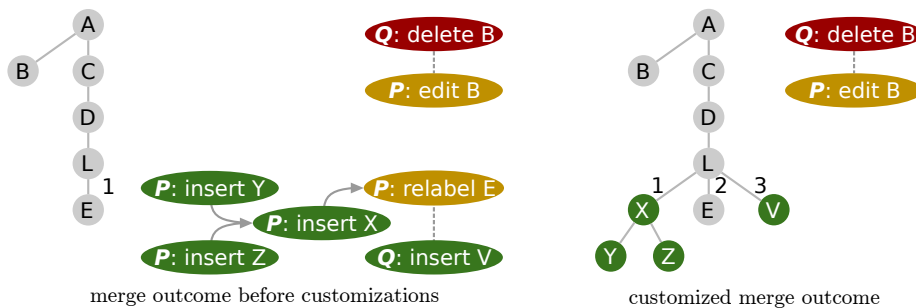 A
B
C
D
L
1
E
Q: delete B
P: edit B
P: insert Y
P: relabel E
P: insert X
P: insert Z
Q: insert V
merge outcome before customizations
A
B
C
D
L
1
2
3
X
E
V
Y
Z
Q: delete B
P: edit B
customized merge outcome